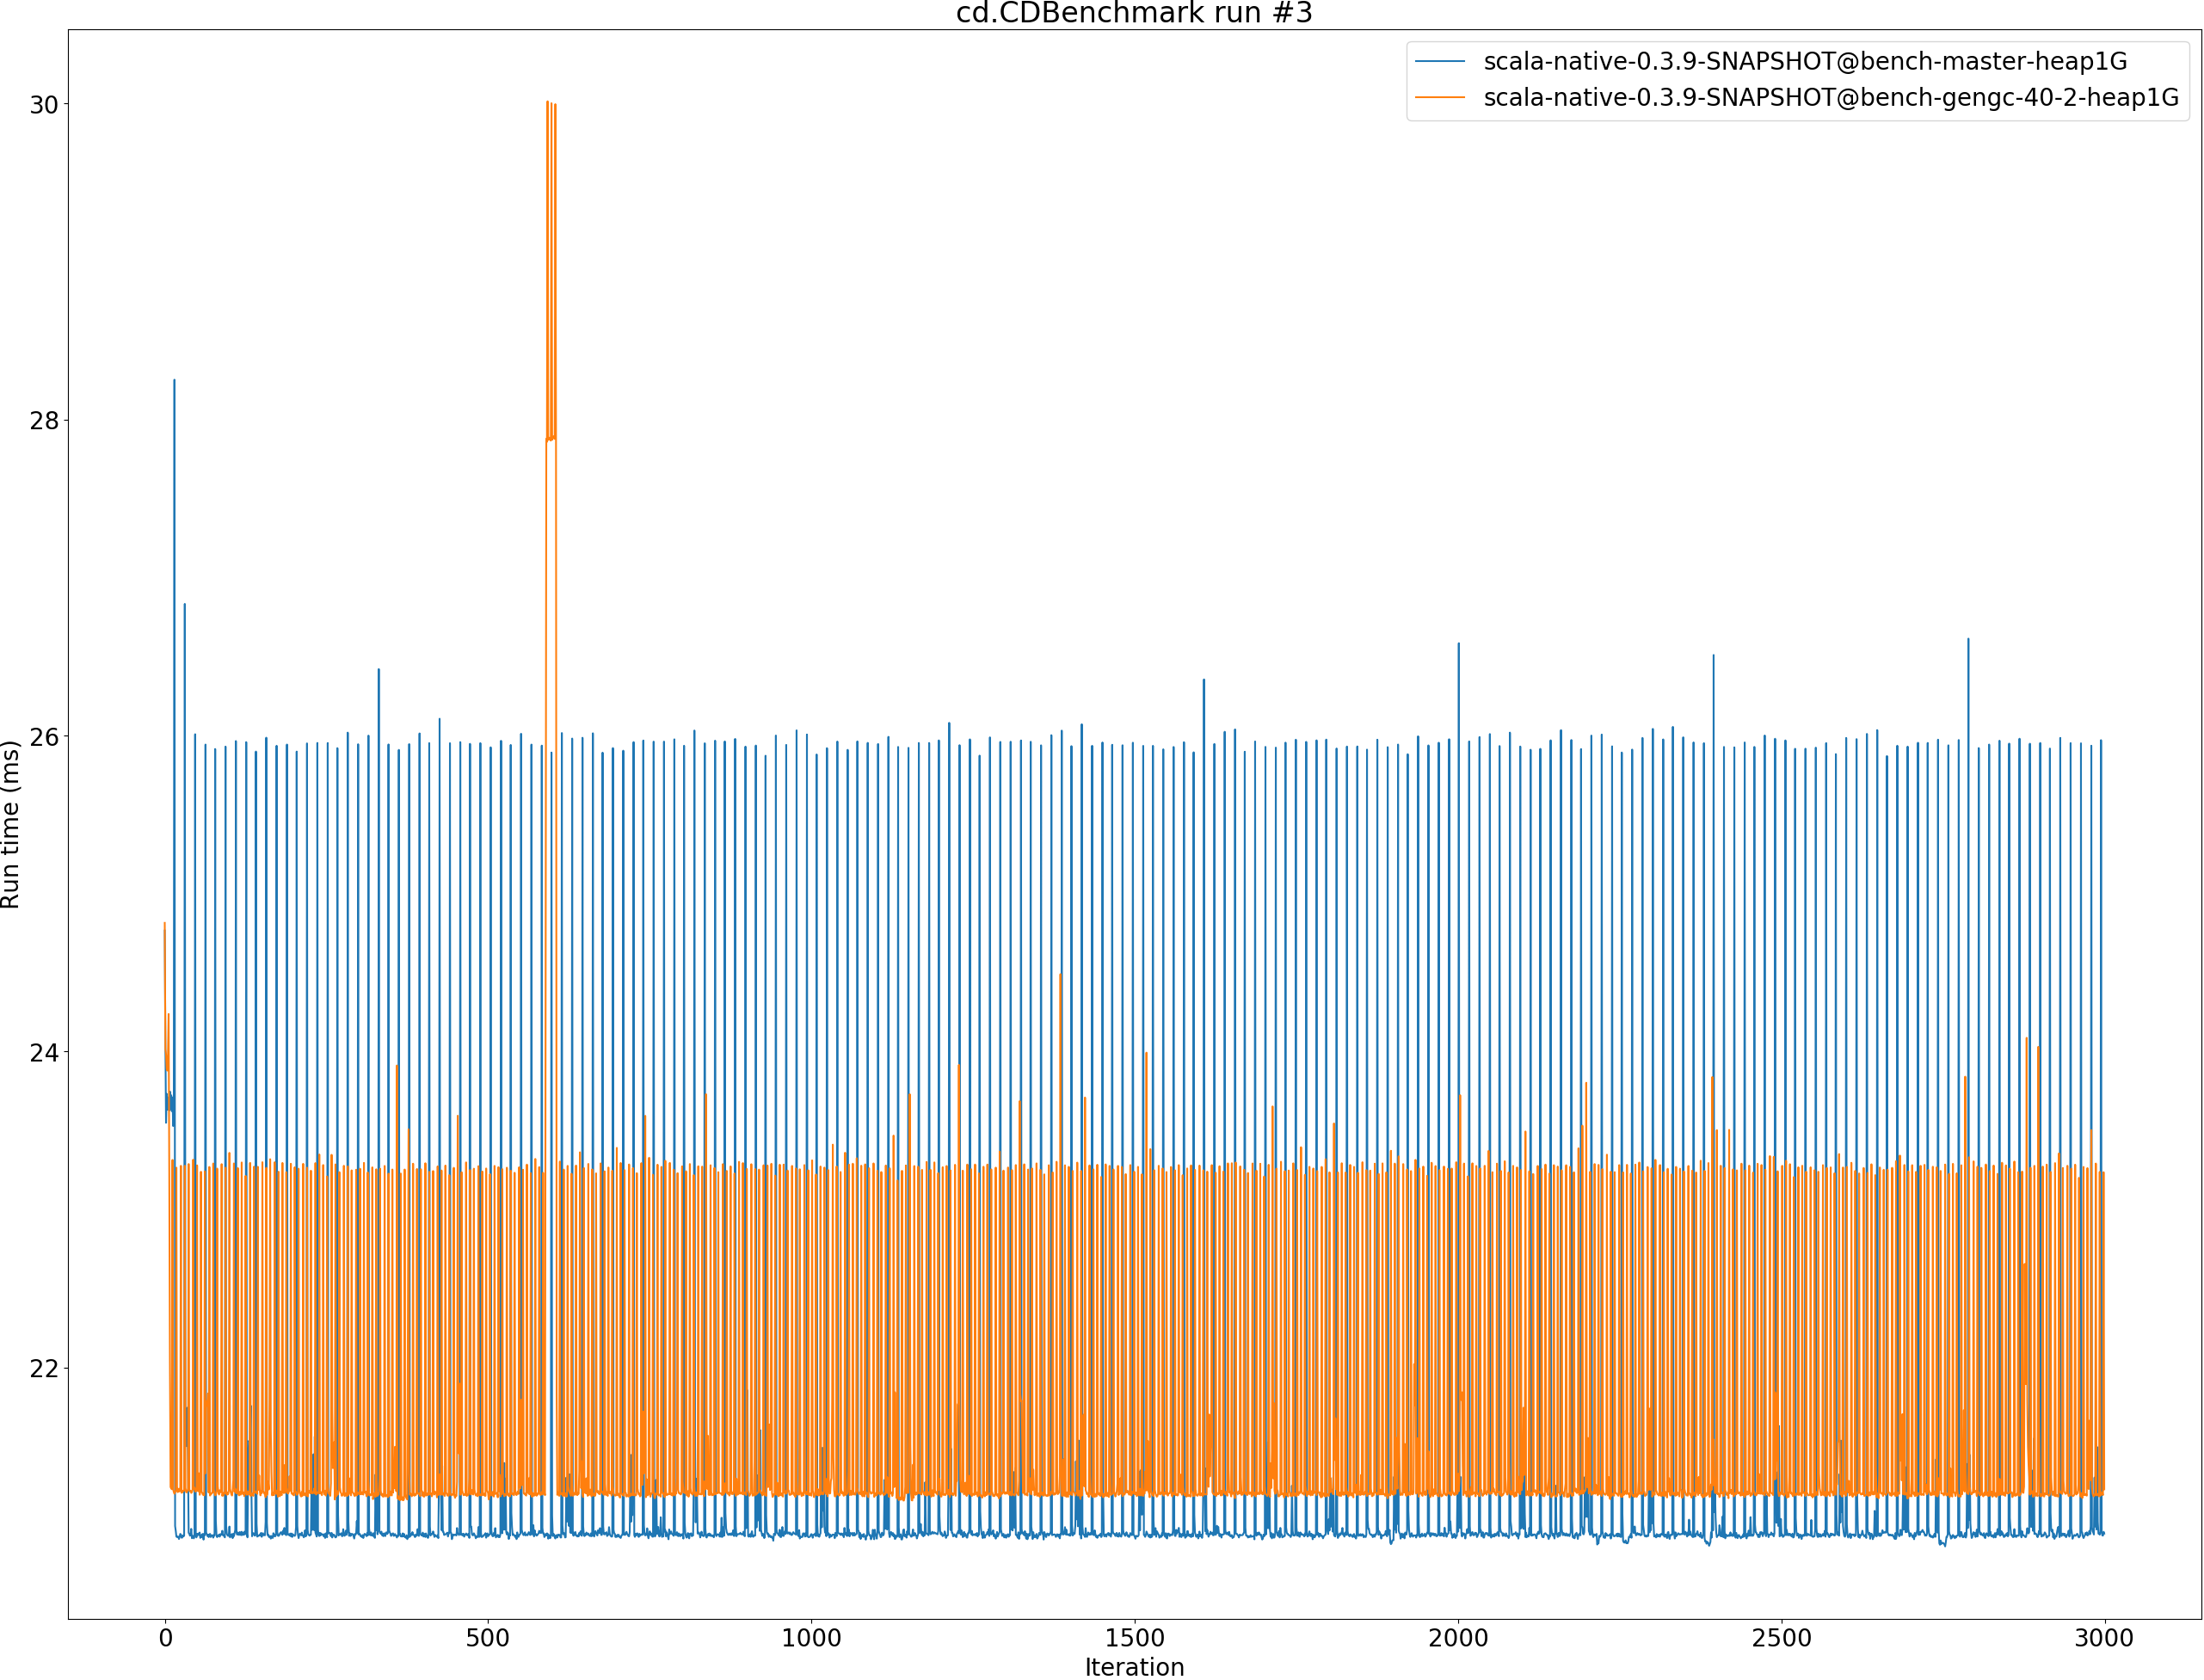 cd.CDBenchmark run #3
scala-native-0.3.9-SNAPSHOT@bench-master-heap1G
scala-native-0.3.9-SNAPSHOT@bench-gengc-40-2-heap1G
30
28
26
24
22
Run time (ms)
0 500 1000 1500 2000 2500 3000
Iteration